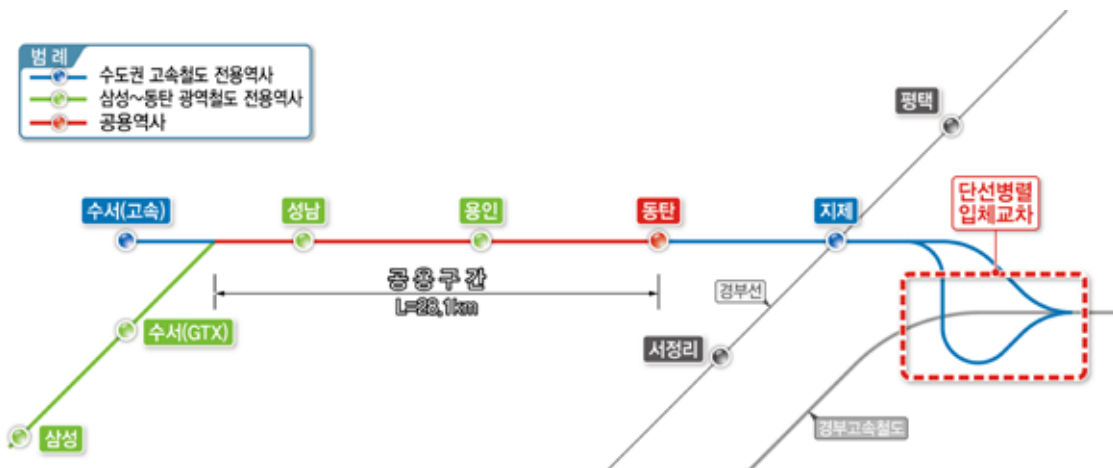 범 례
수도권 고속철도 전용역사
삼성~동탄 광역철도 전용역사
공용역사
평택
수서(고속)
성남
용인
동탄
지제
단선병렬
입체교차
공 용 구 간
L=28.1km
경부선
수서(GTX)
서정리
경부고속철도
삼성